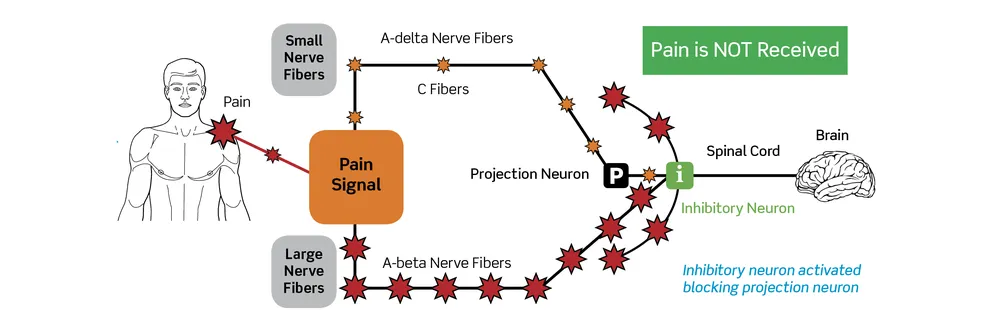 Small
Nerve
Fibers
A-delta Nerve Fibers
C Fibers
Pain is NOT Received
Pain
Pain
Signal
Projection Neuron
P
i
Spinal Cord
Brain
Inhibitory Neuron
Large
Nerve
Fibers
A-beta Nerve Fibers
Inhibitory neuron activated
blocking projection neuron